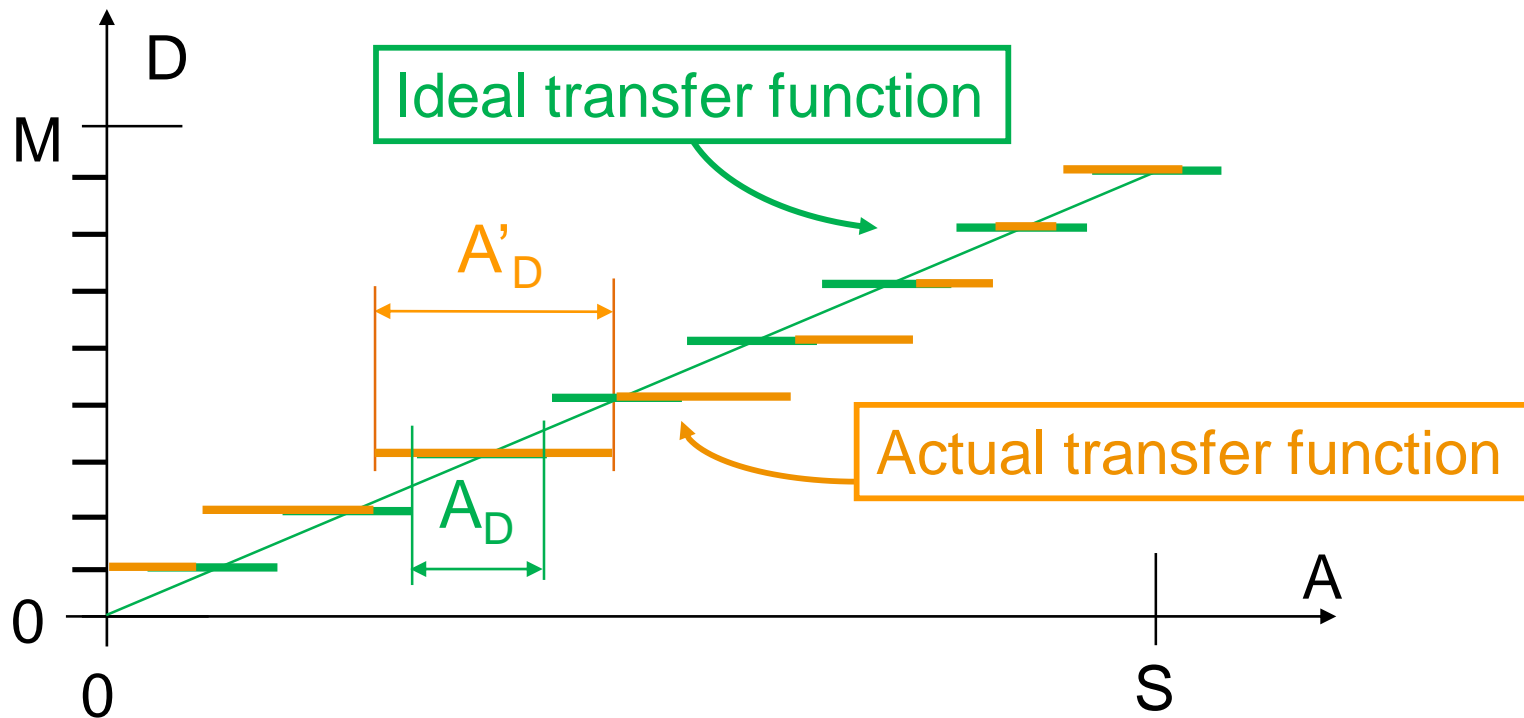 D
Ideal transfer function
M
A’D
Actual transfer function
AD
A
0
0
S